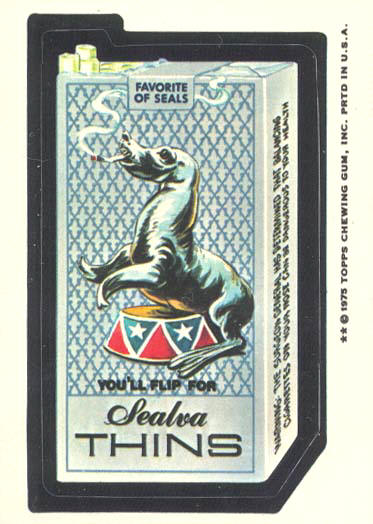 FAVORITE
OF SEALS
YOU'LL FLIP FOR
Sealva
THINS
WARNING: THE SURGEON GENERAL HAS DETERMINED THAT BALANCING
CIGARETTES ON YOUR NOSE CAN BE DANGEROUS TO YOUR HEALTH
★★ © 1975 TOPPS CHEWING GUM, INC. PRTD IN U.S.A.